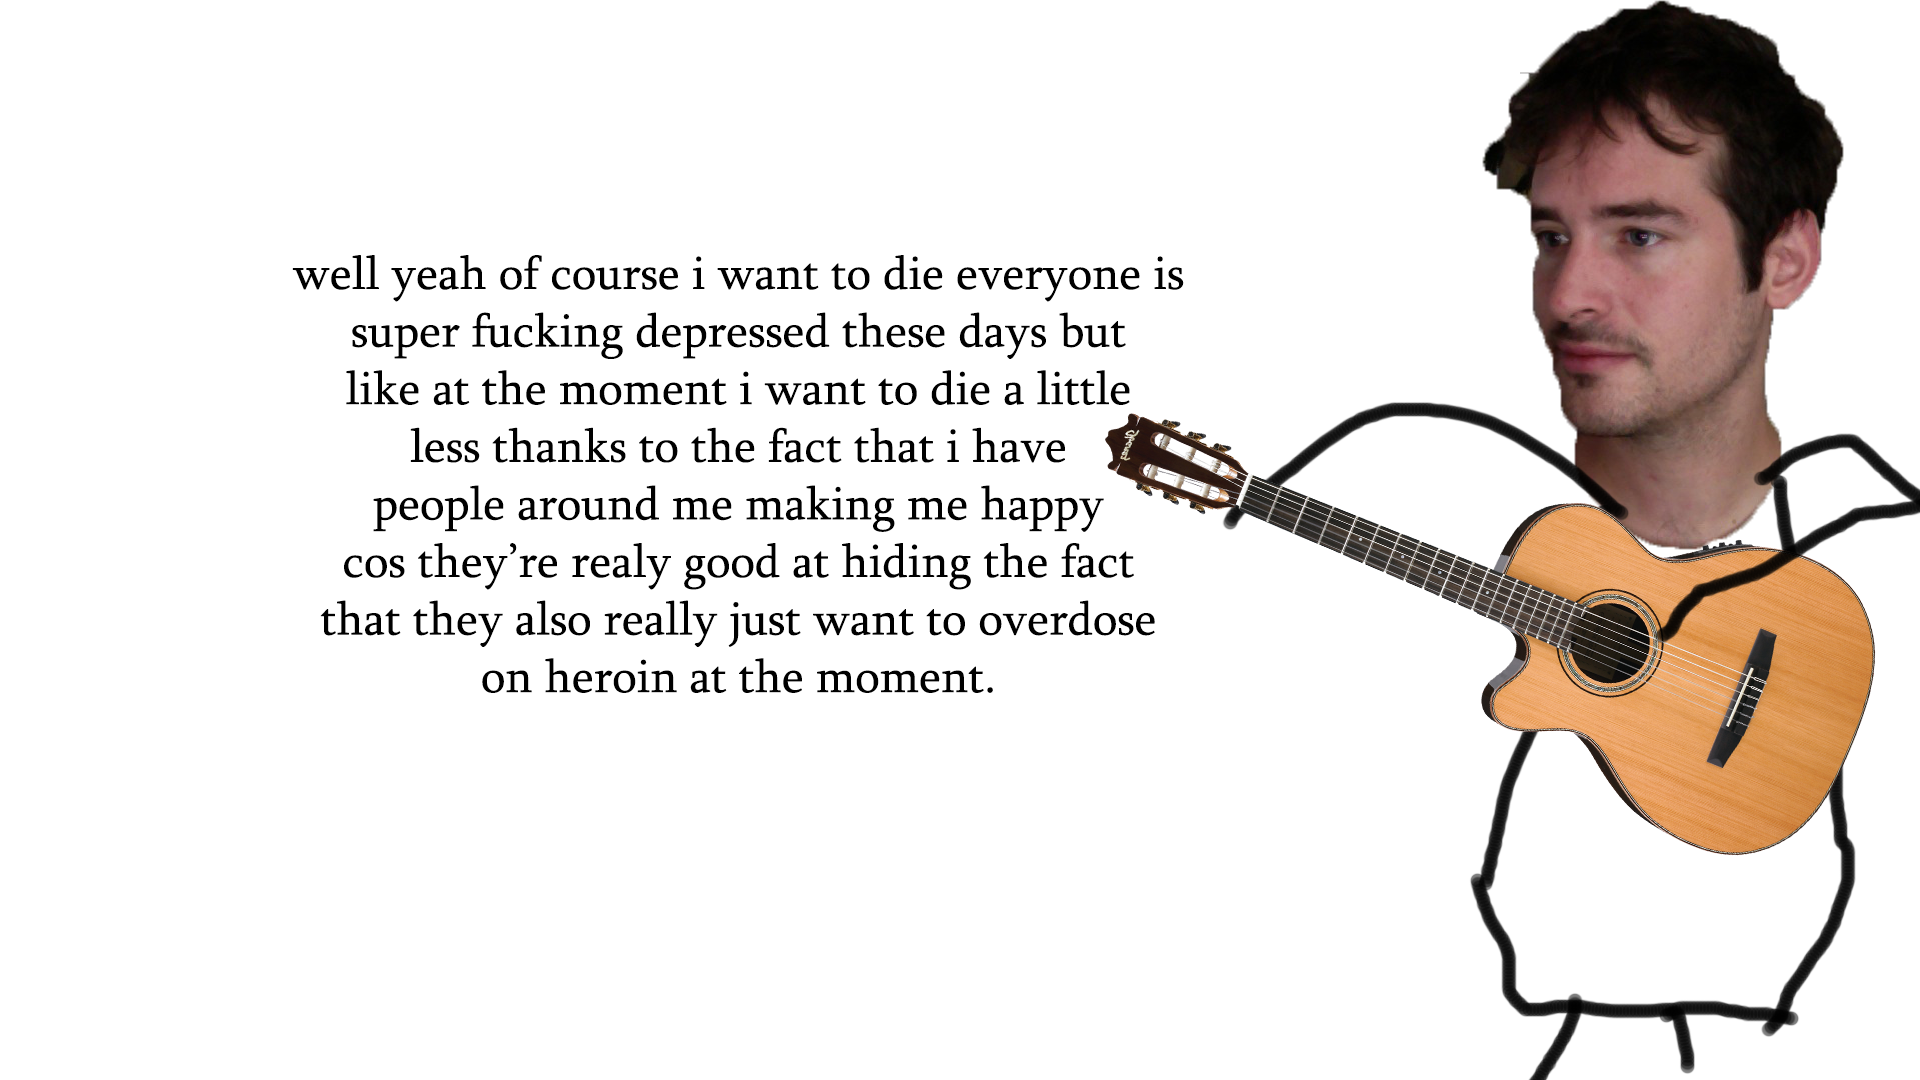 well yeah of course i want to die everyone is
super fucking depressed these days but
like at the moment i want to die a little
less thanks to the fact that i have
people around me making me happy
cos they’re realy good at hiding the fact
that they also really just want to overdose
on heroin at the moment.